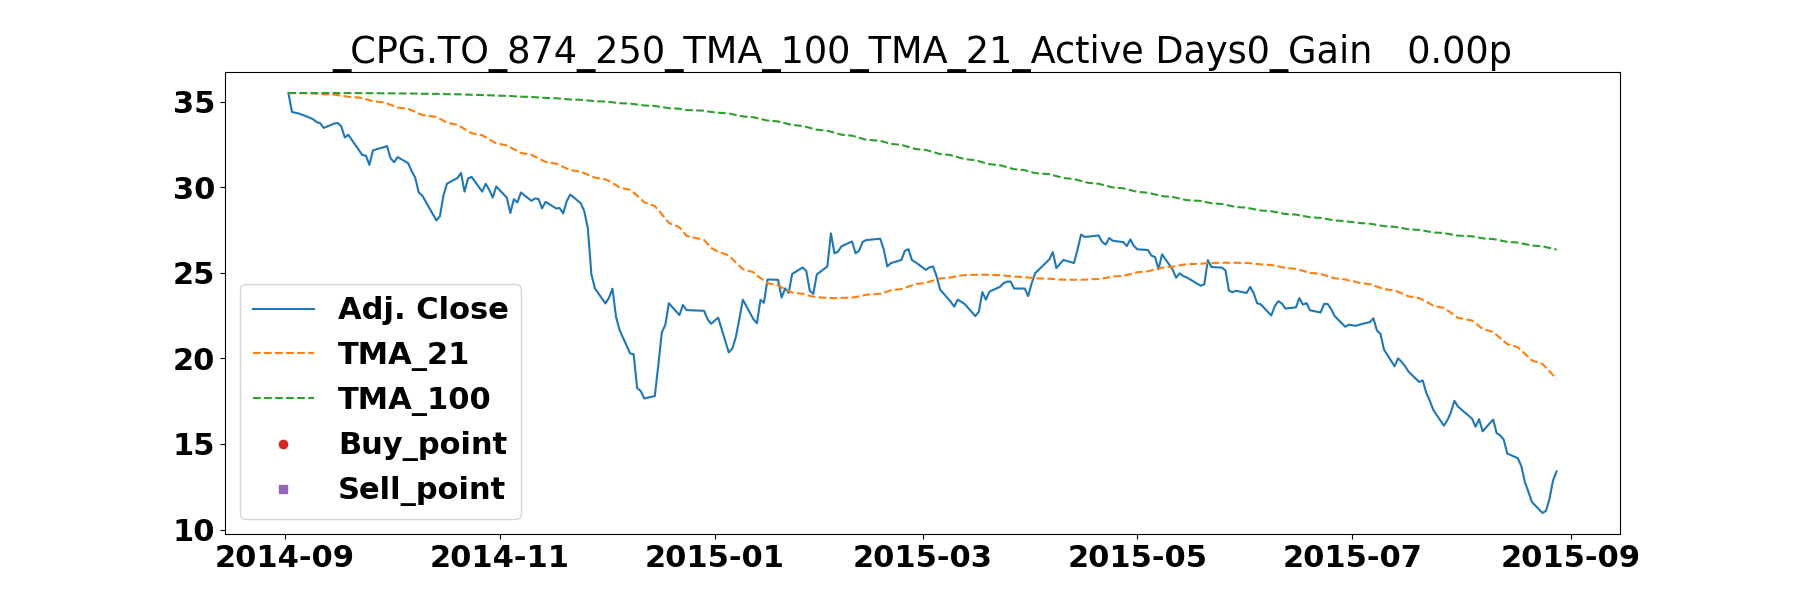 _CPG.TO_874_250_TMA_100_TMA_21_Active Days0_Gain   0.00p
35
30
25
20
15
10
Adj. Close
TMA_21
TMA_100
Buy_point
Sell_point
2014-09 2014-11 2015-01 2015-03 2015-05 2015-07 2015-09